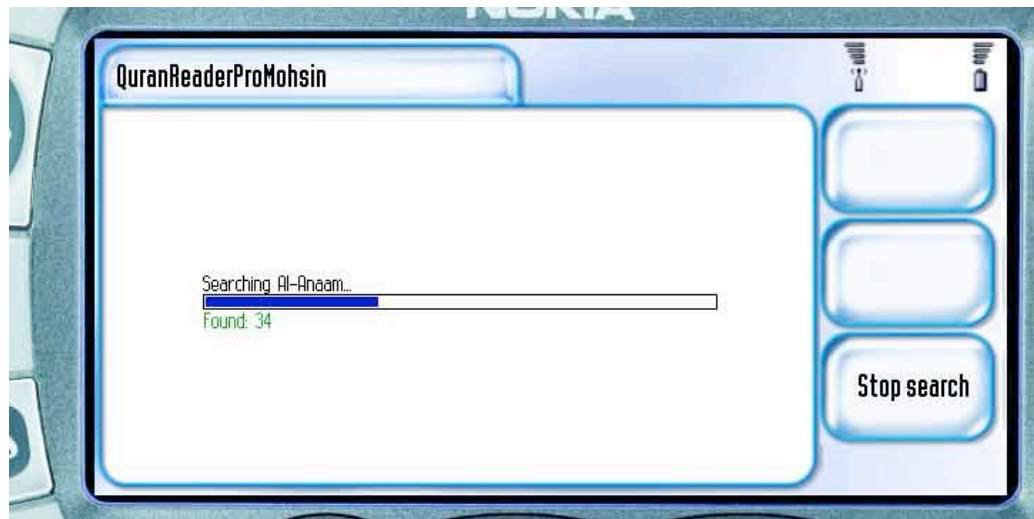 NOKIA
QuranReaderProMohsin
Searching Al-Anaam...
Found: 34
Stop search